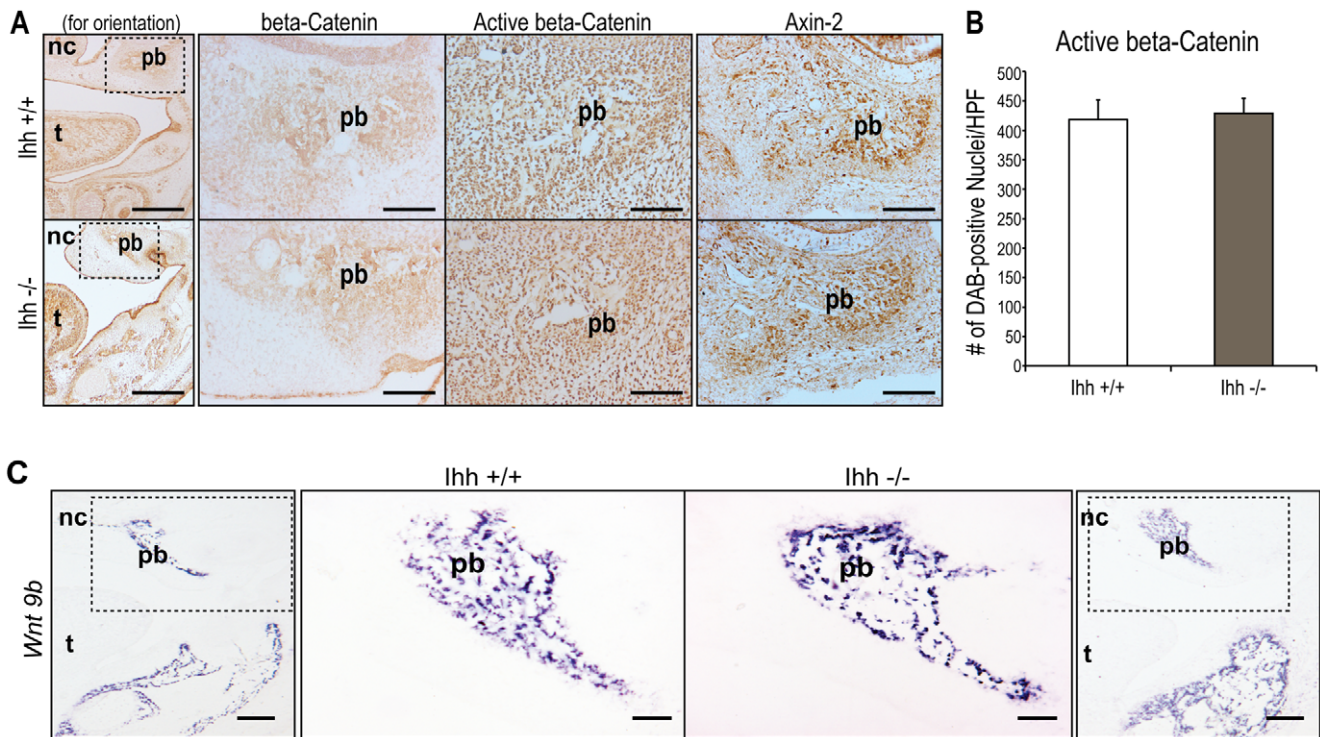 A
(for orientation)
beta-Catenin
Active beta-Catenin
Axin-2
Ihh +/+
nc
pb
t
pb
pb
pb
Ihh -/-
nc
pb
t
pb
pb
pb
B
Active beta-Catenin
# of DAB-positive Nuclei/HPF
500
450
400
350
300
250
200
150
100
50
0
Ihh +/+
Ihh -/-
C
Ihh +/+
Ihh -/-
Wnt 9b
nc
pb
t
pb
pb
nc
pb
t